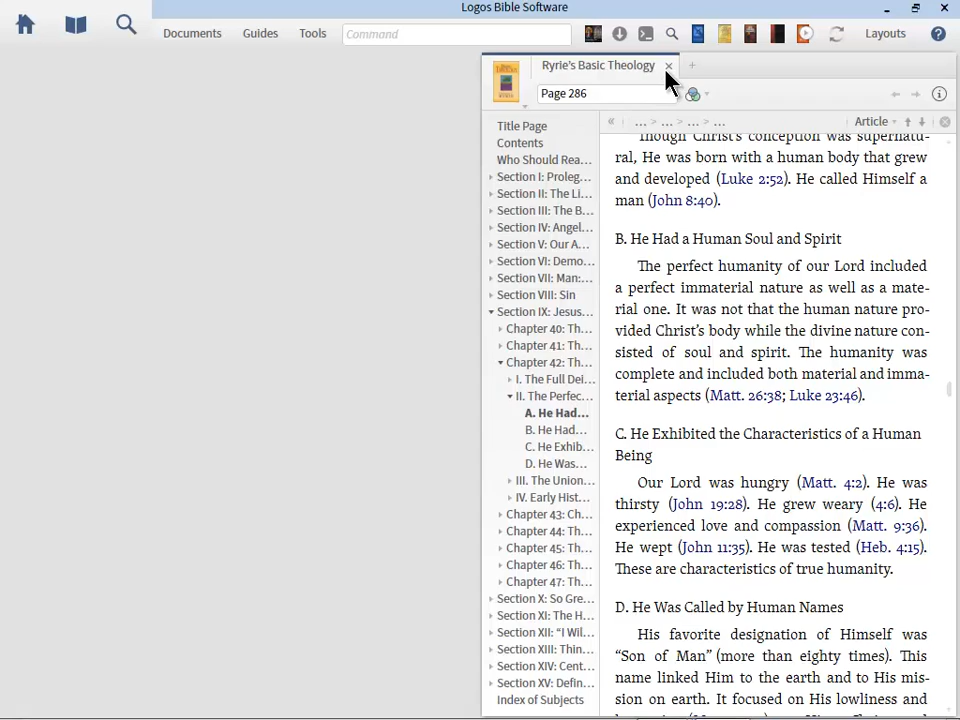 Logos Bible Software
Documents Guides Tools Command Layouts
Ryrie's Basic Theology
Page 286
Article
Title Page
Contents
Who Should Rea...
Section I: Proleg...
Section II: The Li...
Section III: The B...
Section IV: Angel...
Section V: Our A...
Section VI: Demo...
Section VII: Man:...
Section VIII: Sin
Section IX: Jesus...
Chapter 40: Th...
Chapter 41: Th...
Chapter 42: Th...
I. The Full Dei...
II. The Perfec...
A. He Had...
B. He Had...
C. He Exhib...
D. He Was...
III. The Union...
IV. Early Hist...
Chapter 43: Ch...
Chapter 44: Th...
Chapter 45: Th...
Chapter 46: Th...
Chapter 47: Th...
Section X: So Gre...
Section XI: The H...
Section XII: “I Wil...
Section XIII: Thin...
Section XIV: Cent...
Section XV: Defin...
Index of Subjects
Though Christ’s conception was supernatu-
ral, He was born with a human body that grew
and developed (Luke 2:52). He called Himself a
man (John 8:40).
B. He Had a Human Soul and Spirit
The perfect humanity of our Lord included
a perfect immaterial nature as well as a mate-
rial one. It was not that the human nature pro-
vided Christ’s body while the divine nature con-
sisted of soul and spirit. The humanity was
complete and included both material and imma-
terial aspects (Matt. 26:38; Luke 23:46).
C. He Exhibited the Characteristics of a Human
Being
Our Lord was hungry (Matt. 4:2). He was
thirsty (John 19:28). He grew weary (4:6). He
experienced love and compassion (Matt. 9:36).
He wept (John 11:35). He was tested (Heb. 4:15).
These are characteristics of true humanity.
D. He Was Called by Human Names
His favorite designation of Himself was
“Son of Man” (more than eighty times). This
name linked Him to the earth and to His mis-
sion on earth. It focused on His lowliness and